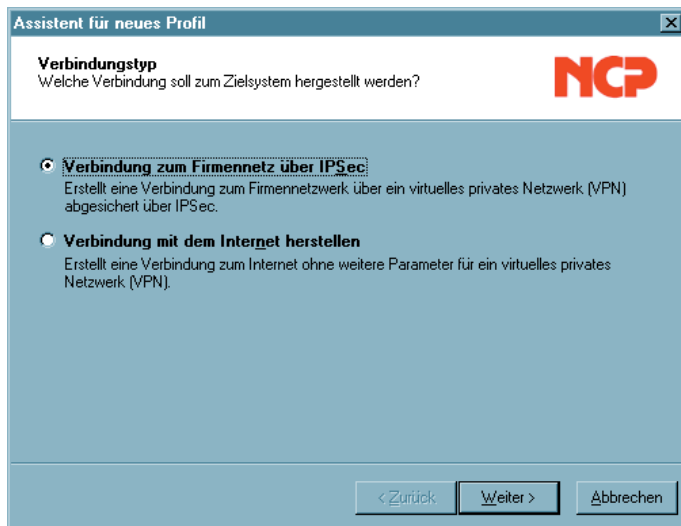 Assistent für neues Profil
Verbindungstyp
Welche Verbindung soll zum Zielsystem hergestellt werden?
NCP
Verbindung zum Firmennetz über IPSec
Erstellt eine Verbindung zum Firmennetzwerk über ein virtuelles privates Netzwerk (VPN)
abgesichert über IPSec.
Verbindung mit dem Internet herstellen
Erstellt eine Verbindung zum Internet ohne weitere Parameter für ein virtuelles privates
Netzwerk (VPN).
< Zurück
Weiter >
Abbrechen